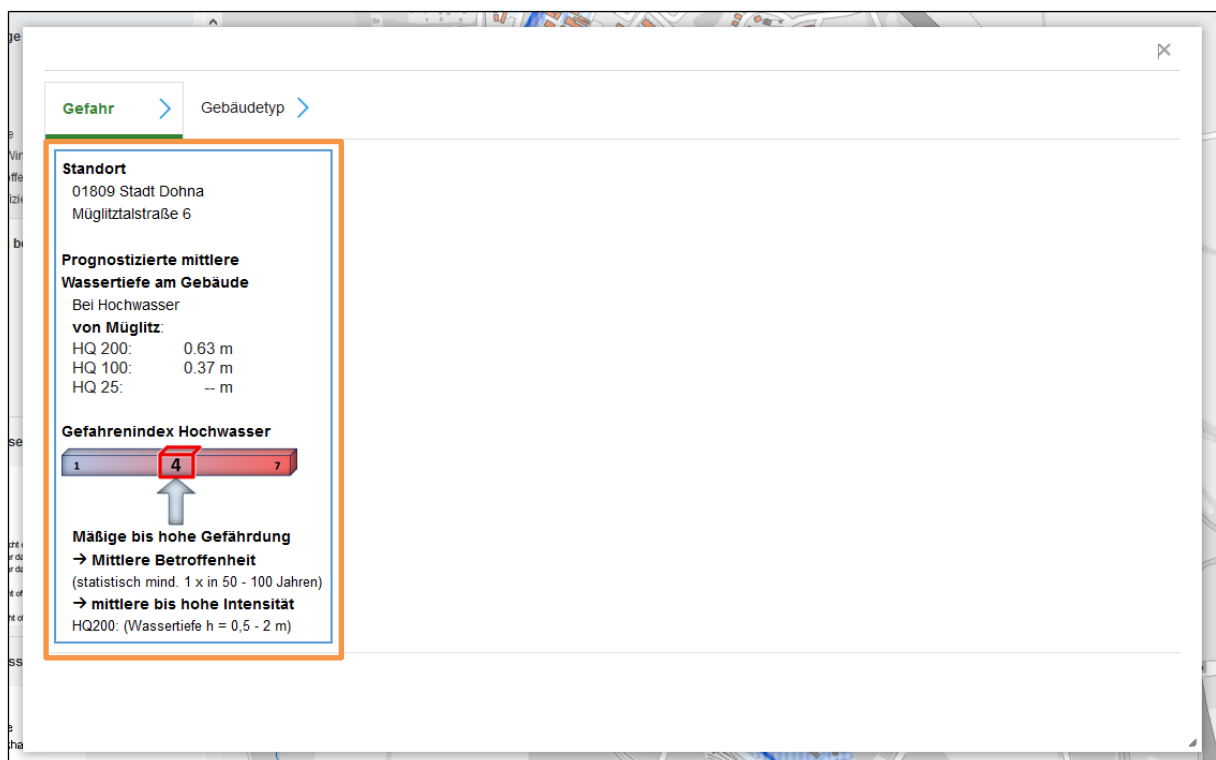 Gefahr
Gebäudetyp
Standort
01809 Stadt Dohna
Müglitztalstraße 6
Prognostizierte mittlere
Wassertiefe am Gebäude
Bei Hochwasser
von Müglitz:
HQ 200: 0.63 m
HQ 100: 0.37 m
HQ 25: -- m
Gefahrenindex Hochwasser
1 4 7
Mäßige bis hohe Gefährdung
→ Mittlere Betroffenheit
(statistisch mind. 1 x in 50 - 100 Jahren)
→ mittlere bis hohe Intensität
HQ200: (Wassertiefe h = 0,5 - 2 m)